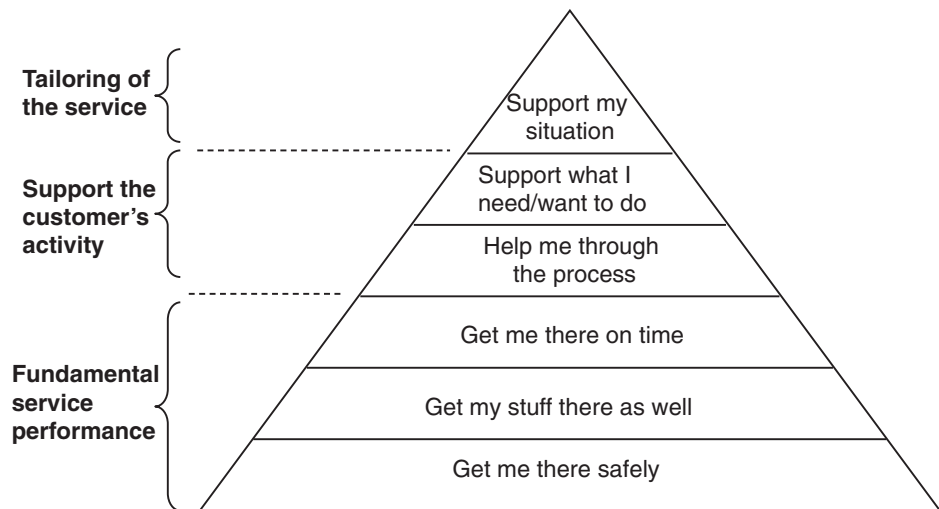 Tailoring of
the service
Support the
customer's
activity
Fundamental
service
performance
Support my
situation
Support what I
need/want to do
Help me through
the process
Get me there on time
Get my stuff there as well
Get me there safely